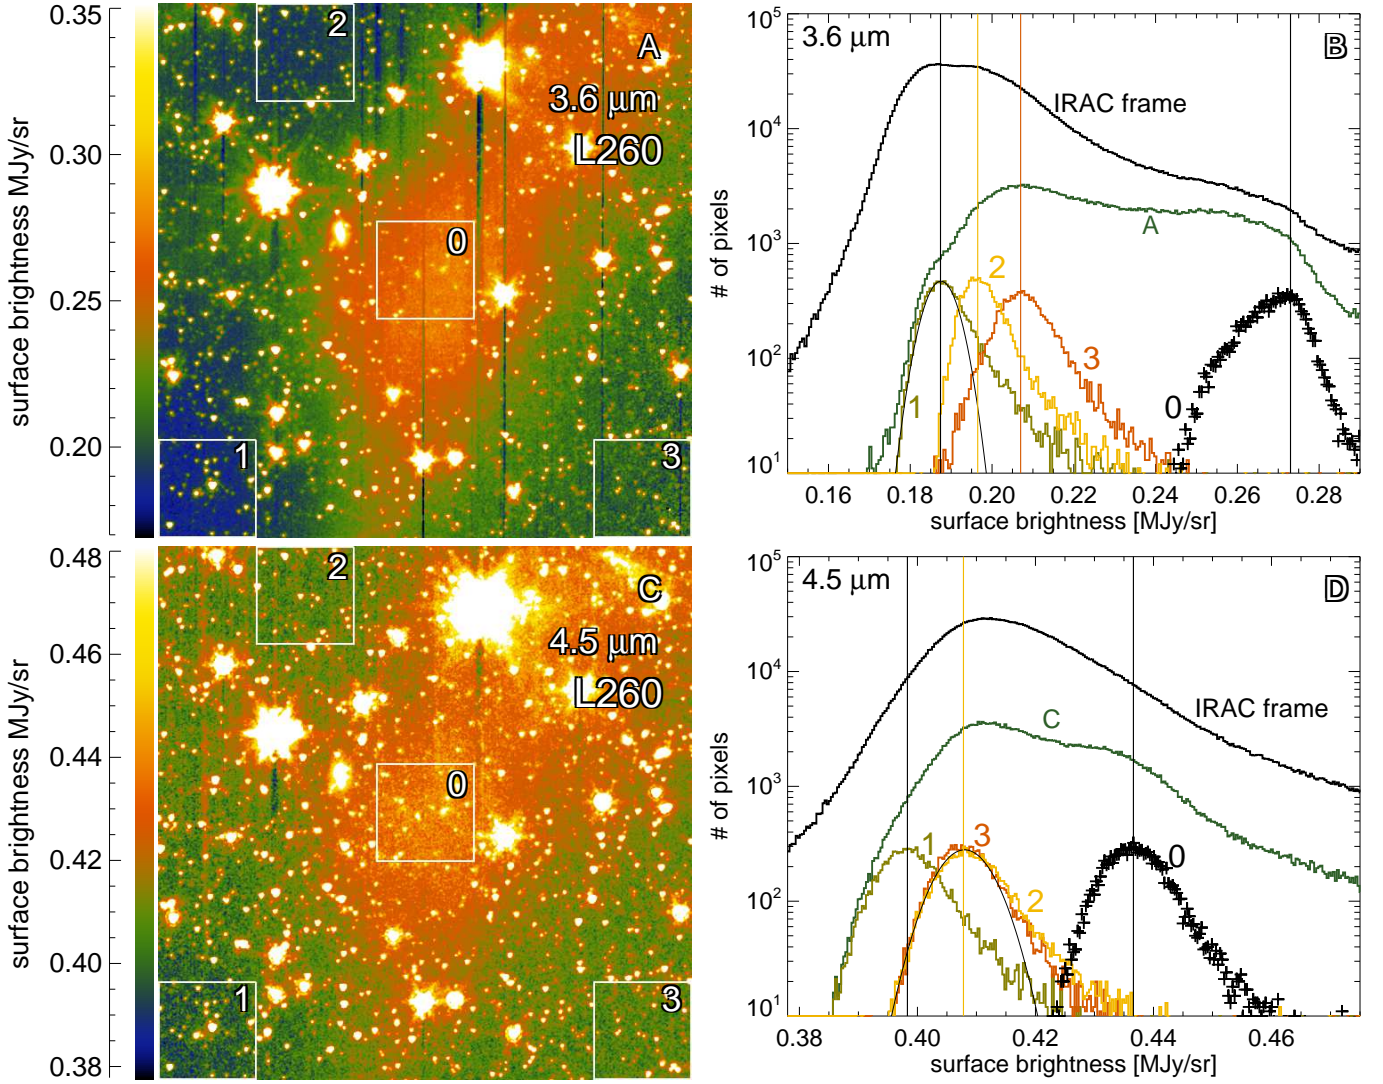 surface brightness MJy/sr
0.35
0.30
0.25
0.20
2
A
3.6 μm
L260
0
1
3
3.6 μm
B
# of pixels
10^5
10^4
10^3
10^2
10^1
IRAC frame
A
2
3
1
0
0.16 0.18 0.20 0.22 0.24 0.26 0.28
surface brightness [MJy/sr]
surface brightness MJy/sr
0.48
0.46
0.44
0.42
0.40
0.38
2
C
4.5 μm
L260
0
1
3
4.5 μm
D
# of pixels
10^5
10^4
10^3
10^2
10^1
C
IRAC frame
1
3
2
0
0.38 0.40 0.42 0.44 0.46
surface brightness [MJy/sr]